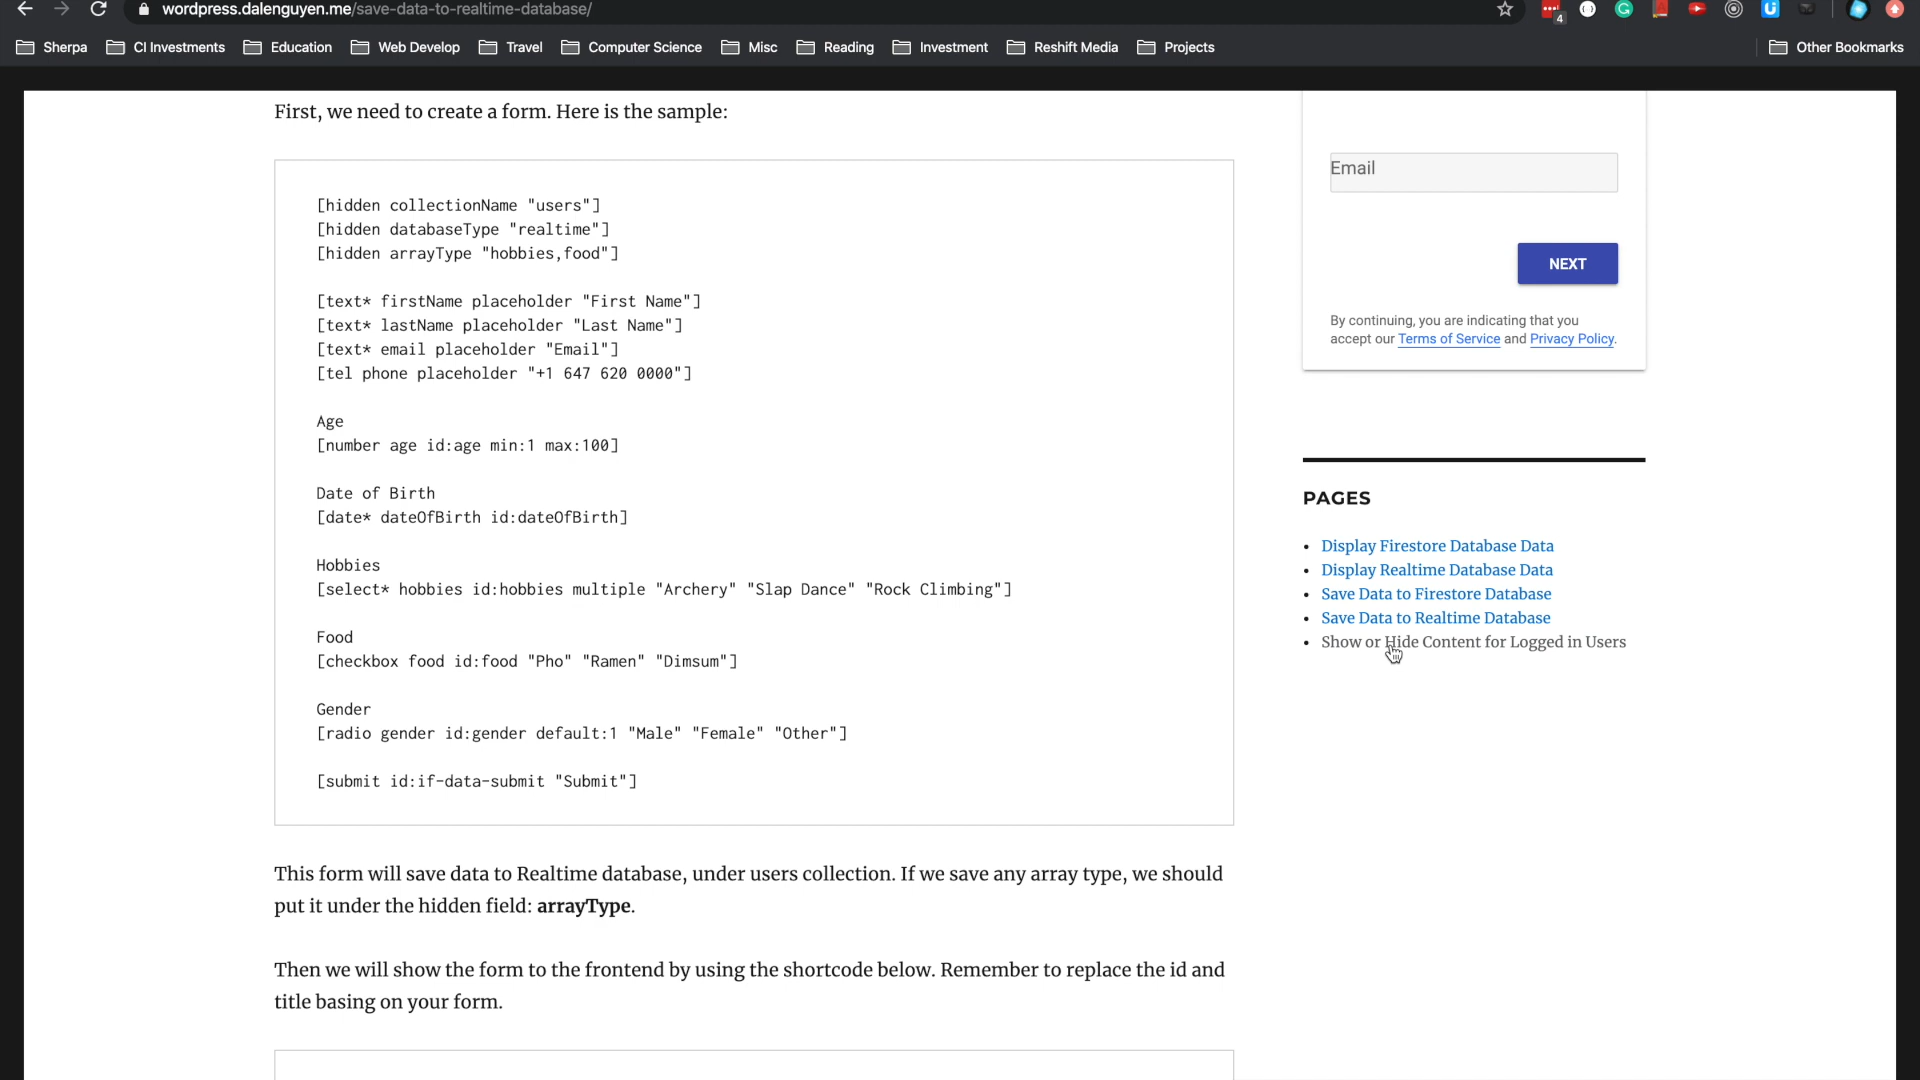 wordpress.dalenguyen.me/save-data-to-realtime-database/
4
Sherpa
CI Investments
Education
Web Develop
Travel
Computer Science
Misc
Reading
Investment
Reshift Media
Projects
Other Bookmarks
First, we need to create a form. Here is the sample:
[hidden collectionName "users"]
[hidden databaseType "realtime"]
[hidden arrayType "hobbies,food"]
[text* firstName placeholder "First Name"]
[text* lastName placeholder "Last Name"]
[text* email placeholder "Email"]
[tel phone placeholder "+1 647 620 0000"]
Age
[number age id:age min:1 max:100]
Date of Birth
[date* dateOfBirth id:dateOfBirth]
Hobbies
[select* hobbies id:hobbies multiple "Archery" "Slap Dance" "Rock Climbing"]
Food
[checkbox food id:food "Pho" "Ramen" "Dimsum"]
Gender
[radio gender id:gender default:1 "Male" "Female" "Other"]
[submit id:if-data-submit "Submit"]
This form will save data to Realtime database, under users collection. If we save any array type, we should
put it under the hidden field: arrayType.
Then we will show the form to the frontend by using the shortcode below. Remember to replace the id and
title basing on your form.
Email
NEXT
By continuing, you are indicating that you
accept our Terms of Service and Privacy Policy.
PAGES
Display Firestore Database Data
Display Realtime Database Data
Save Data to Firestore Database
Save Data to Realtime Database
Show or Hide Content for Logged in Users